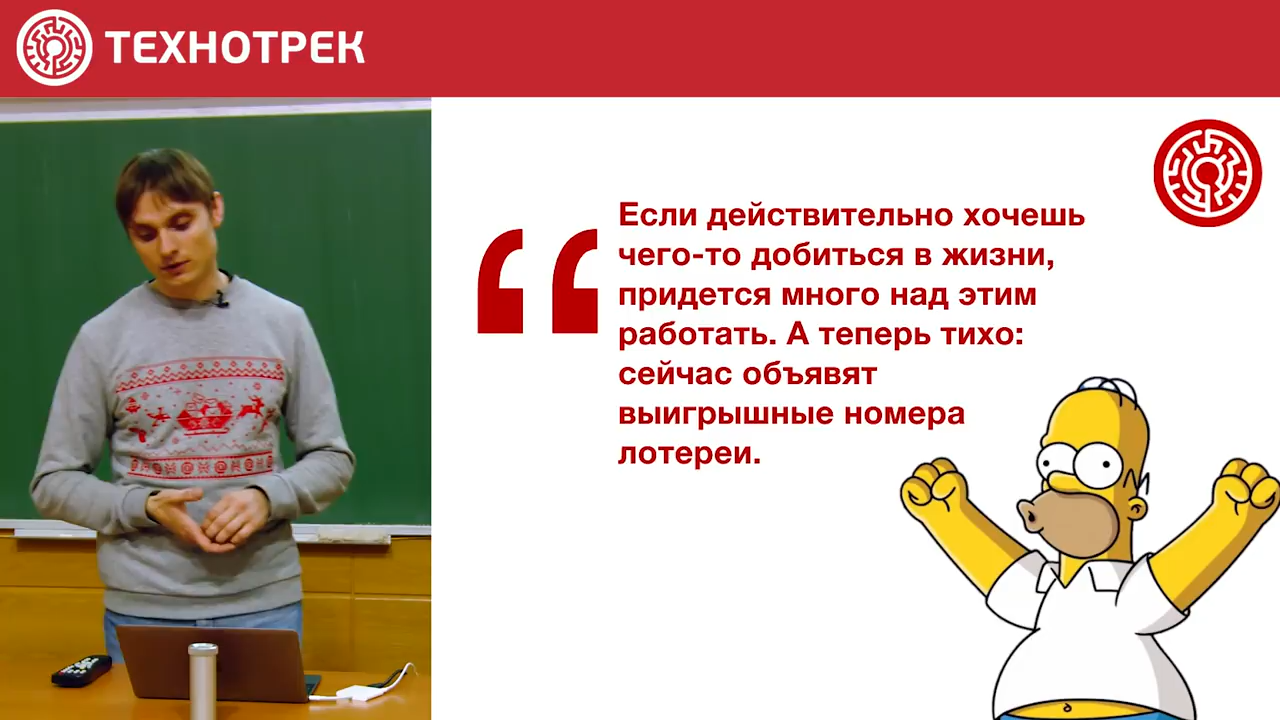 ТЕХНОТРЕК
“
Если действительно хочешь
чего-то добиться в жизни,
придется много над этим
работать. А теперь тихо:
сейчас объявят
выигрышные номера
лотереи.